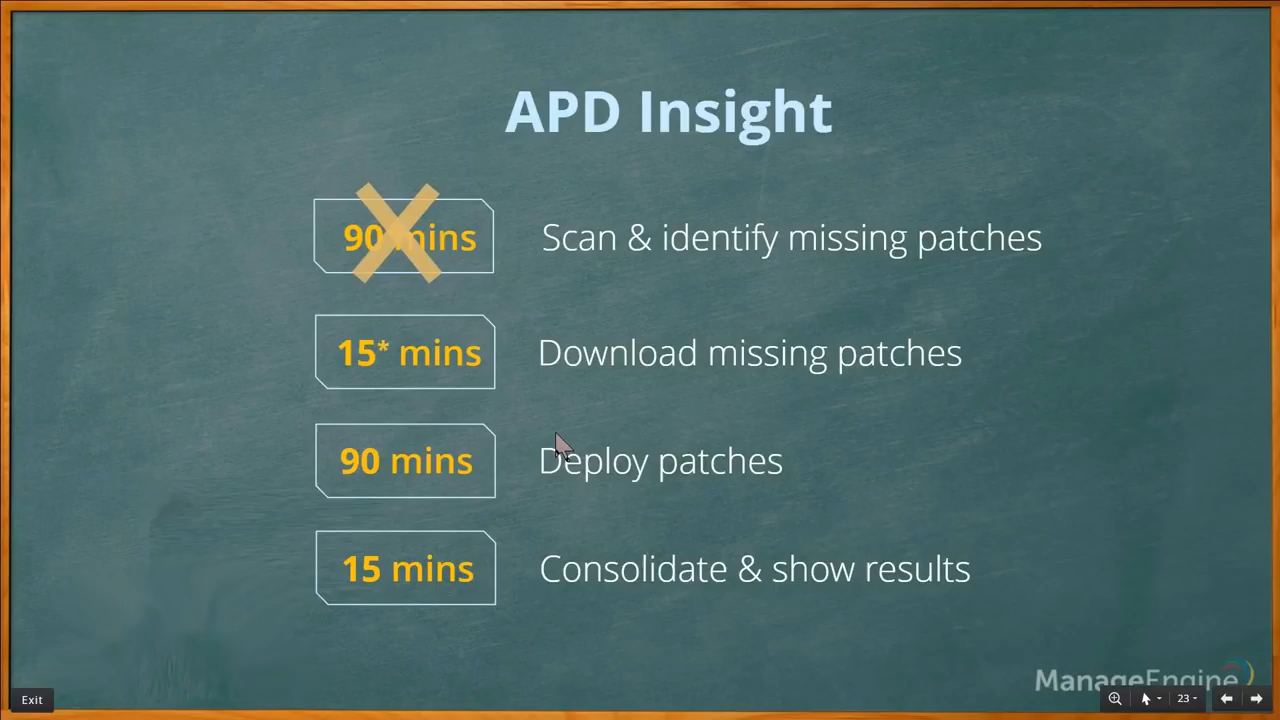 APD Insight
90 mins Scan & identify missing patches
15* mins Download missing patches
90 mins Deploy patches
15 mins Consolidate & show results
ManageEngine
Exit
23